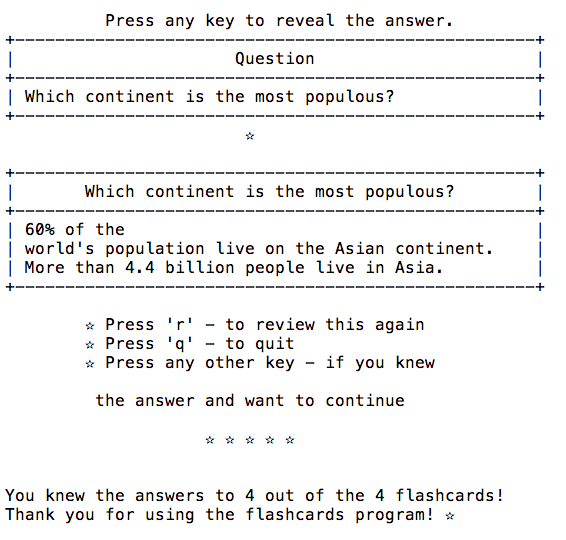 Press any key to reveal the answer.
Question
Which continent is the most populous?
☆
Which continent is the most populous?
60% of the
world's population live on the Asian continent.
More than 4.4 billion people live in Asia.
☆ Press 'r' – to review this again
☆ Press 'q' – to quit
☆ Press any other key – if you knew
the answer and want to continue
☆ ☆ ☆ ☆ ☆
You knew the answers to 4 out of the 4 flashcards!
Thank you for using the flashcards program! ☆